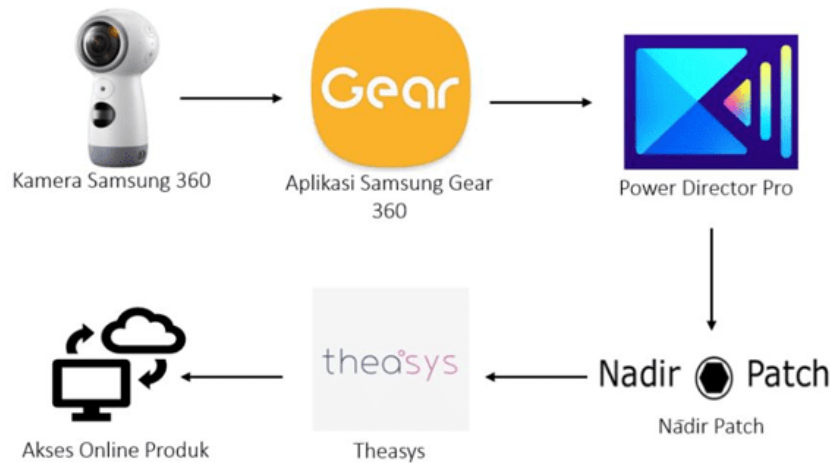 Gear
Kamera Samsung 360
Aplikasi Samsung Gear
360
Power Director Pro
Nadir Patch
Nadir Patch
theasys
Theasys
Akses Online Produk